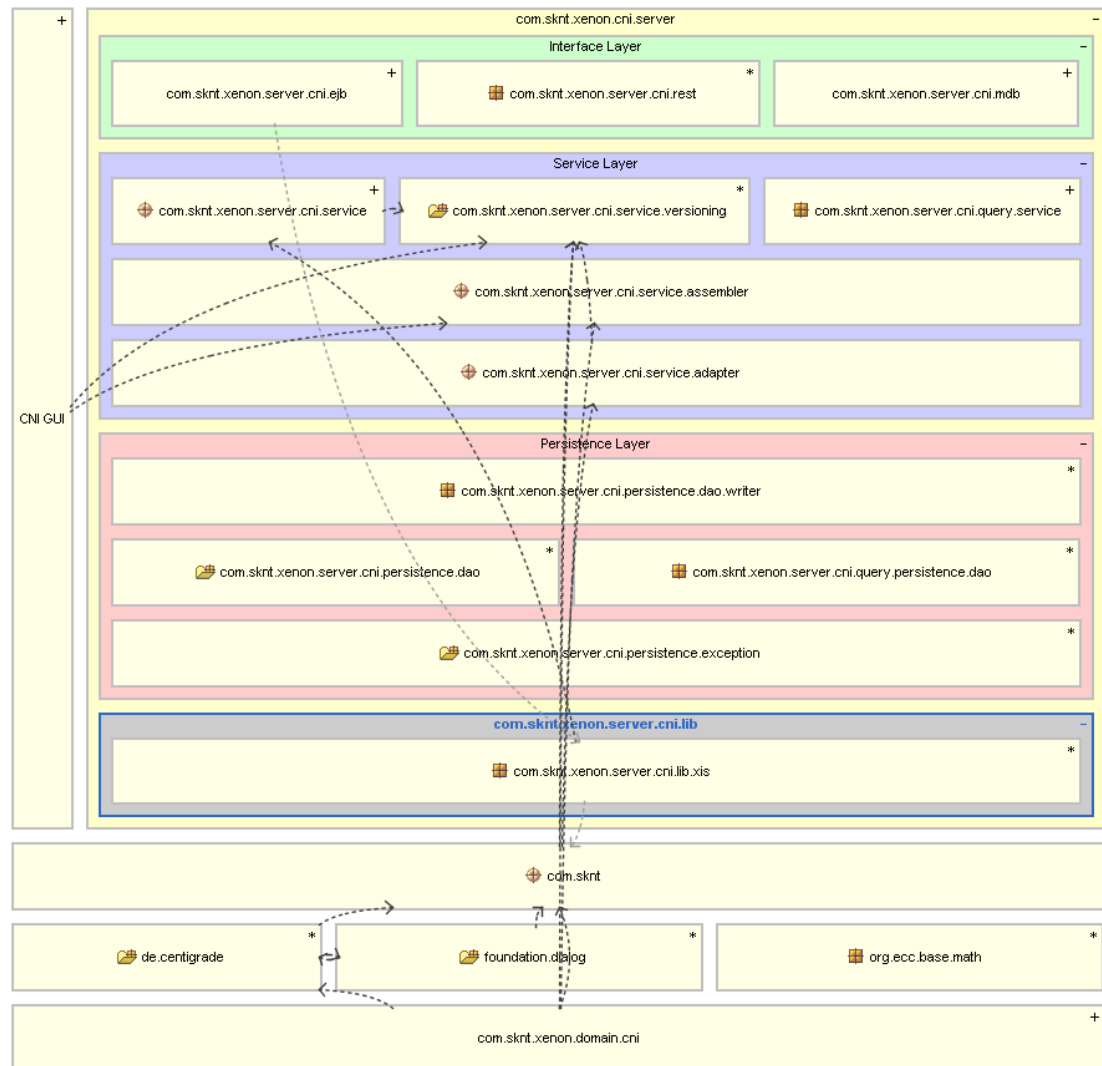 com.sknt.xenon.cni.server
Interface Layer
com.sknt.xenon.server.cni.ejb
com.sknt.xenon.server.cni.rest
com.sknt.xenon.server.cni.mdb
Service Layer
com.sknt.xenon.server.cni.service
com.sknt.xenon.server.cni.service.versioning
com.sknt.xenon.server.cni.query.service
com.sknt.xenon.server.cni.service.assembler
com.sknt.xenon.server.cni.service.adapter
CNI GUI
Persistence Layer
com.sknt.xenon.server.cni.persistence.dao.writer
com.sknt.xenon.server.cni.persistence.dao
com.sknt.xenon.server.cni.query.persistence.dao
com.sknt.xenon.server.cni.persistence.exception
com.sknt.xenon.server.cni.lib
com.sknt.xenon.server.cni.lib.xis
com.sknt
de.centigrade
foundation.dialog
org.ecc.base.math
com.sknt.xenon.domain.cni